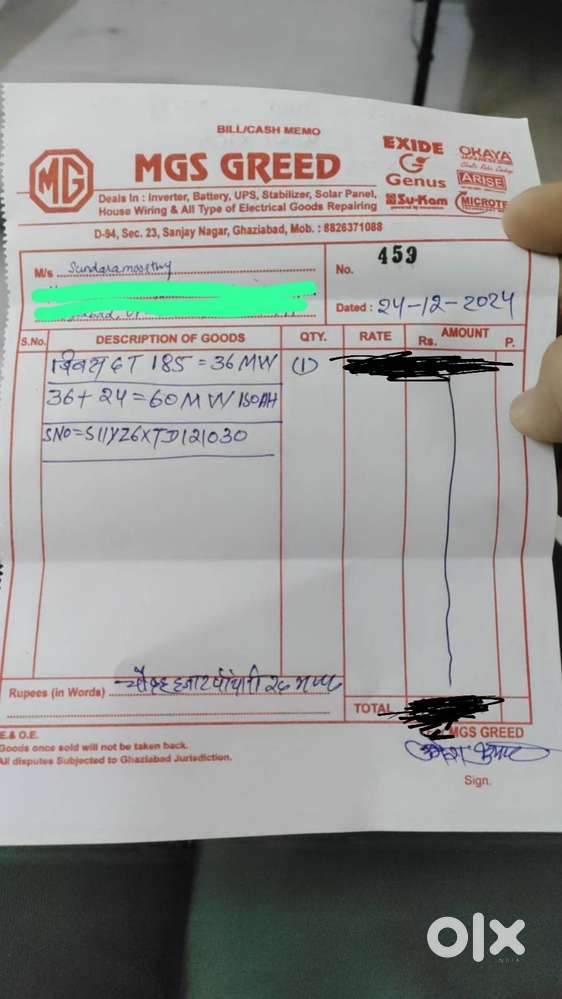 BILL/CASH MEMO
MG
MGS GREED
EXIDE
Genus
Su-Kam
OKAYA
ARISE
MICROTE
Deals In : Inverter, Battery, UPS, Stabilizer, Solar Panel,
House Wiring & All Type of Electrical Goods Repairing
D-94, Sec. 23, Sanjay Nagar, Ghaziabad, Mob. : 8826371088
M/s Sundaramoorthy
No. 459
Dated : 24-12-2024
S.No. DESCRIPTION OF GOODS QTY. RATE AMOUNT
Rs. P.
185 = 36 MW (1)
36 + 24 = 60 MW 150AH
SNO = S11YZ6XTD121030
Rupees (in Words)
TOTAL
E.& O.E.
MGS GREED
Goods once sold will not be taken back.
All disputes Subjected to Ghaziabad Jurisdiction.
Sign.
olx
INDIA